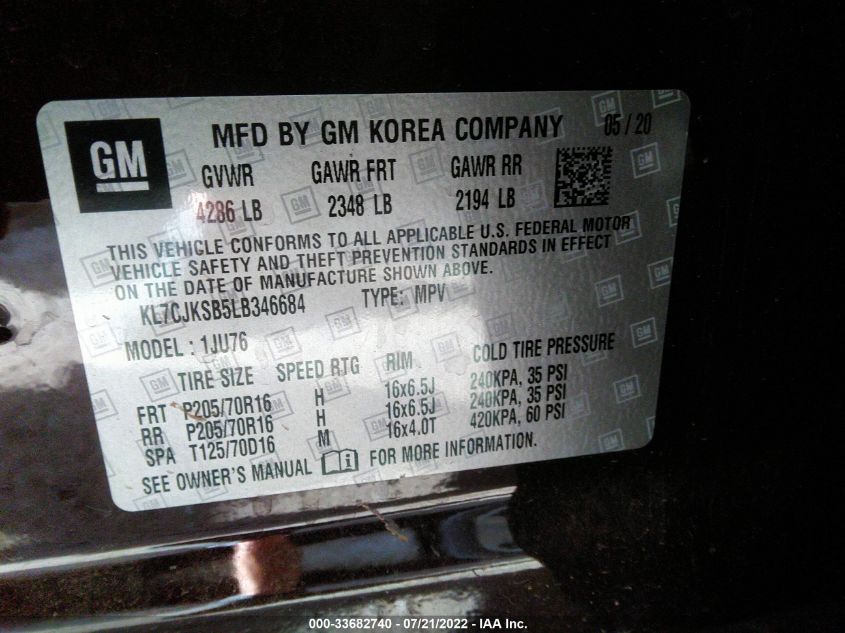 GM
MFD BY GM KOREA COMPANY 05 / 20
GVWR GAWR FRT GAWR RR
4286 LB 2348 LB 2194 LB
THIS VEHICLE CONFORMS TO ALL APPLICABLE U.S. FEDERAL MOTOR
VEHICLE SAFETY AND THEFT PREVENTION STANDARDS IN EFFECT
ON THE DATE OF MANUFACTURE SHOWN ABOVE.
KL7CJKSB5LB346684 TYPE: MPV
MODEL : 1JU76
TIRE SIZE SPEED RTG RIM COLD TIRE PRESSURE
FRT P205/70R16 H 16x6.5J 240KPA, 35 PSI
RR P205/70R16 H 16x6.5J 240KPA, 35 PSI
SPA T125/70D16 M 16x4.0T 420KPA, 60 PSI
SEE OWNER'S MANUAL FOR MORE INFORMATION.
000-33682740 - 07/21/2022 - IAA Inc.